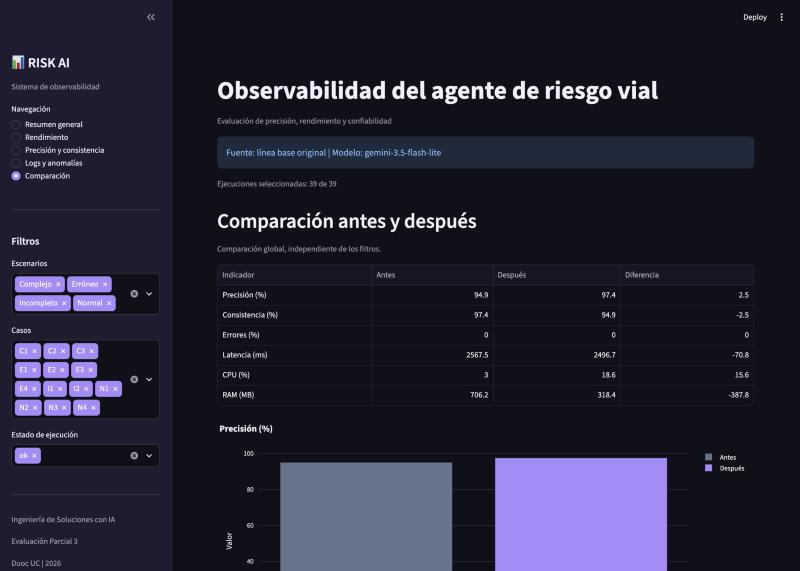 Deploy
RISK AI
Sistema de observabilidad
Navegación
Resumen general
Rendimiento
Precisión y consistencia
Logs y anomalías
Comparación
Filtros
Escenarios
Complejo × Erróneo ×
Incompleto × Normal ×
Casos
C1 × C2 × C3 ×
E1 × E2 × E3 ×
E4 × I1 × I2 × N1 ×
N2 × N3 × N4 ×
Estado de ejecución
ok ×
Ingeniería de Soluciones con IA
Evaluación Parcial 3
Duoc UC | 2026
Observabilidad del agente de riesgo vial
Evaluación de precisión, rendimiento y confiabilidad
Fuente: línea base original | Modelo: gemini-3.5-flash-lite
Ejecuciones seleccionadas: 39 de 39
Comparación antes y después
Comparación global, independiente de los filtros.
Indicador Antes Después Diferencia
Precisión (%) 94.9 97.4 2.5
Consistencia (%) 97.4 94.9 -2.5
Errores (%) 0 0 0
Latencia (ms) 2567.5 2496.7 -70.8
CPU (%) 3 18.6 15.6
RAM (MB) 706.2 318.4 -387.8
Precisión (%)
100
80
60
40
Valor
Antes
Después